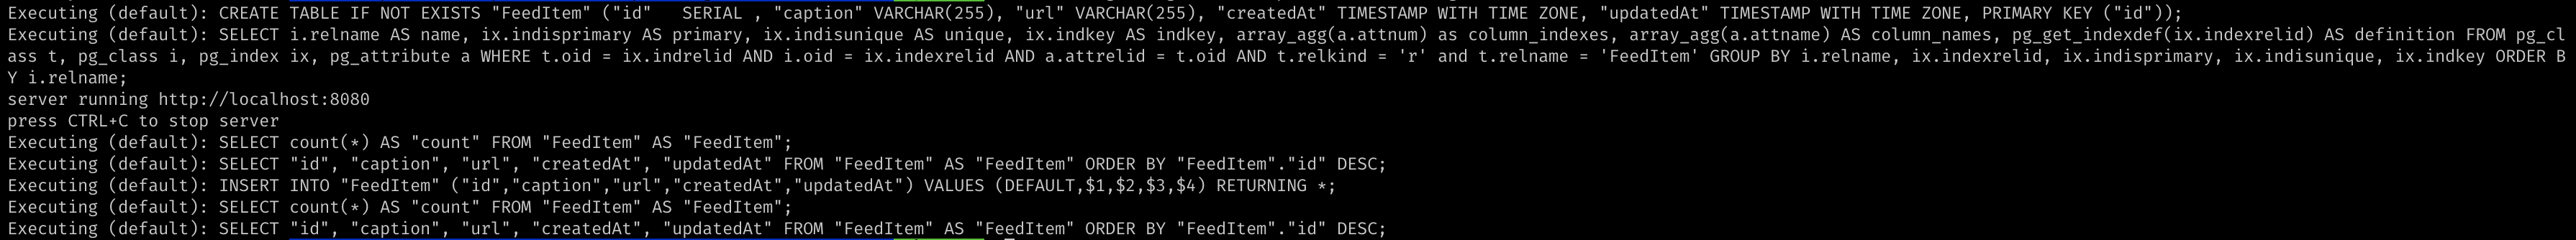 Executing (default): CREATE TABLE IF NOT EXISTS "FeedItem" ("id"   SERIAL , "caption" VARCHAR(255), "url" VARCHAR(255), "createdAt" TIMESTAMP WITH TIME ZONE, "updatedAt" TIMESTAMP WITH TIME ZONE, PRIMARY KEY ("id"));
Executing (default): SELECT i.relname AS name, ix.indisprimary AS primary, ix.indisunique AS unique, ix.indkey AS indkey, array_agg(a.attnum) as column_indexes, array_agg(a.attname) AS column_names, pg_get_indexdef(ix.indexrelid) AS definition FROM pg_cl
ass t, pg_class i, pg_index ix, pg_attribute a WHERE t.oid = ix.indrelid AND i.oid = ix.indexrelid AND a.attrelid = t.oid AND t.relkind = 'r' and t.relname = 'FeedItem' GROUP BY i.relname, ix.indexrelid, ix.indisprimary, ix.indisunique, ix.indkey ORDER B
Y i.relname;
server running http://localhost:8080
press CTRL+C to stop server
Executing (default): SELECT count(*) AS "count" FROM "FeedItem" AS "FeedItem";
Executing (default): SELECT "id", "caption", "url", "createdAt", "updatedAt" FROM "FeedItem" AS "FeedItem" ORDER BY "FeedItem"."id" DESC;
Executing (default): INSERT INTO "FeedItem" ("id","caption","url","createdAt","updatedAt") VALUES (DEFAULT,$1,$2,$3,$4) RETURNING *;
Executing (default): SELECT count(*) AS "count" FROM "FeedItem" AS "FeedItem";
Executing (default): SELECT "id", "caption", "url", "createdAt", "updatedAt" FROM "FeedItem" AS "FeedItem" ORDER BY "FeedItem"."id" DESC;